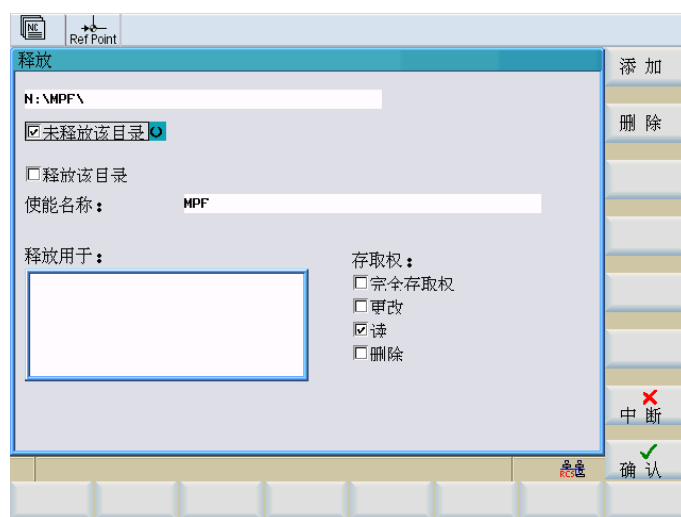 NC
Ref Point
释放
添 加
N:\MPF\
删 除
未释放该目录
释放该目录
使能名称： MPF
释放用于：
存取权：
完全存取权
更改
读
删除
中 断
RCS
确 认